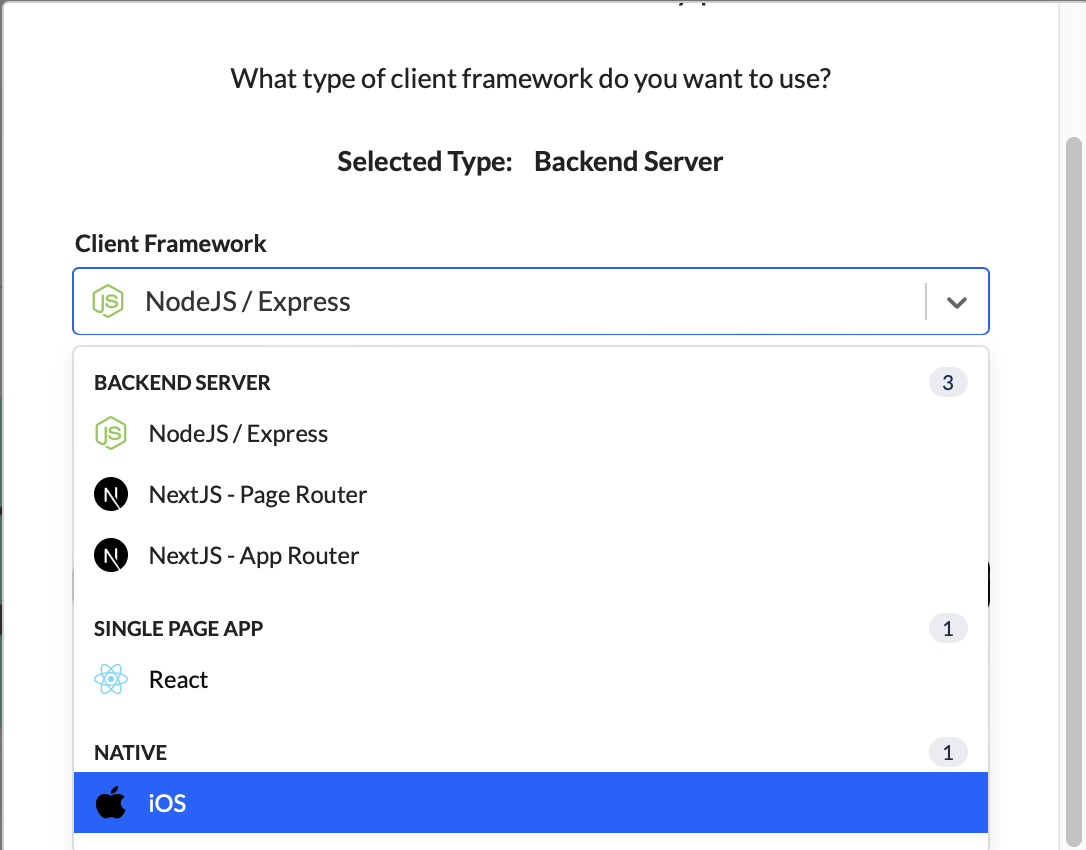 What type of client framework do you want to use?
Selected Type: Backend Server
Client Framework
NodeJS / Express
BACKEND SERVER 3
NodeJS / Express
NextJS - Page Router
NextJS - App Router
SINGLE PAGE APP 1
React
NATIVE 1
iOS